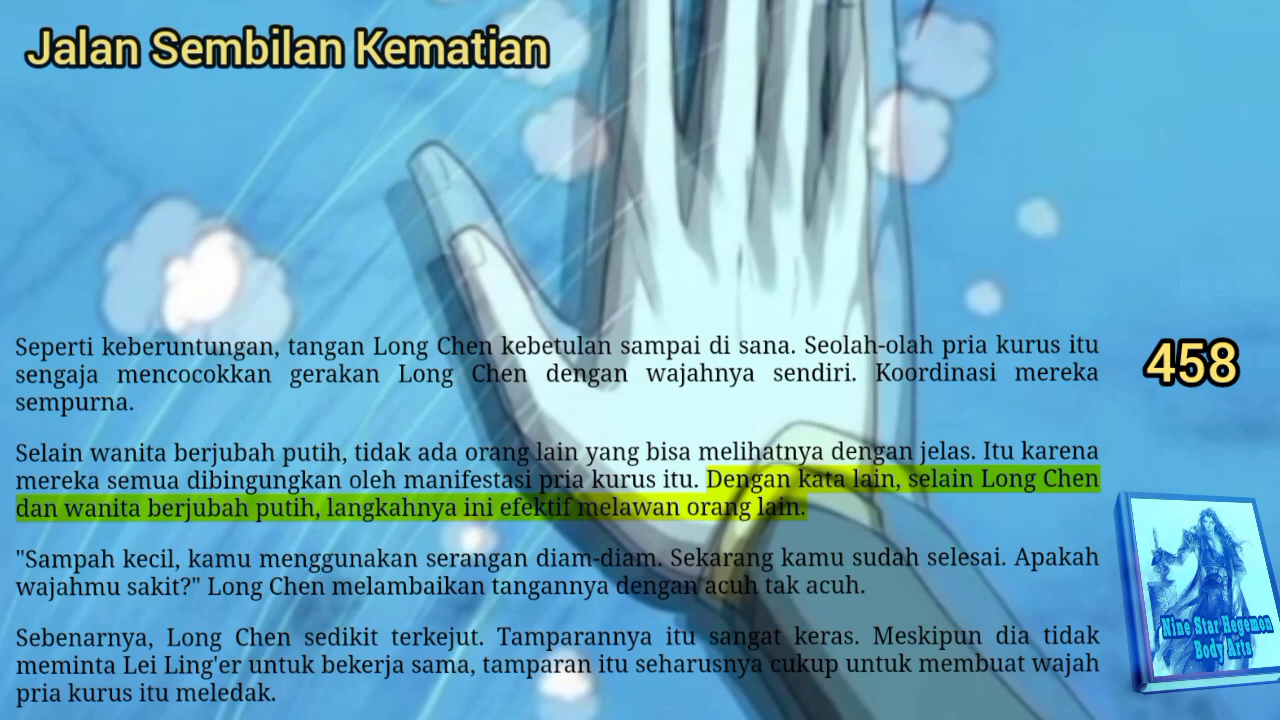 Jalan Sembilan Kematian
Seperti keberuntungan, tangan Long Chen kebetulan sampai di sana. Seolah-olah pria kurus itu
sengaja mencocokkan gerakan Long Chen dengan wajahnya sendiri. Koordinasi mereka
sempurna.
458
Selain wanita berjubah putih, tidak ada orang lain yang bisa melihatnya dengan jelas. Itu karena
mereka semua dibingungkan oleh manifestasi pria kurus itu. Dengan kata lain, selain Long Chen
dan wanita berjubah putih, langkahnya ini efektif melawan orang lain.
"Sampah kecil, kamu menggunakan serangan diam-diam. Sekarang kamu sudah selesai. Apakah
wajahmu sakit?" Long Chen melambaikan tangannya dengan acuh tak acuh.
Sebenarnya, Long Chen sedikit terkejut. Tamparannya itu sangat keras. Meskipun dia tidak
meminta Lei Ling'er untuk bekerja sama, tamparan itu seharusnya cukup untuk membuat wajah
pria kurus itu meledak.
Nine Star Hegemon
Body Arts